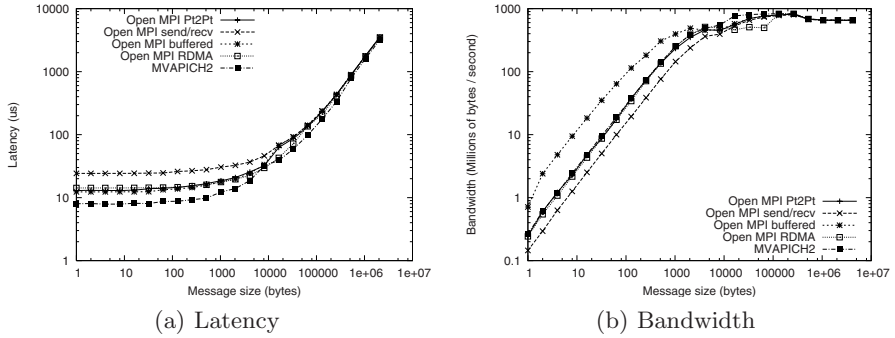 10000
1000
100
10
1
Latency (us)
Open MPI Pt2Pt
Open MPI send/recv
Open MPI buffered
Open MPI RDMA
MVAPICH2
1 10 100 1000 10000 100000 1e+06 1e+07
Message size (bytes)
(a) Latency
1000
100
10
1
0.1
Bandwidth (Millions of bytes / second)
Open MPI Pt2Pt
Open MPI send/recv
Open MPI buffered
Open MPI RDMA
MVAPICH2
1 10 100 1000 10000 100000 1e+06 1e+07
Message size (bytes)
(b) Bandwidth